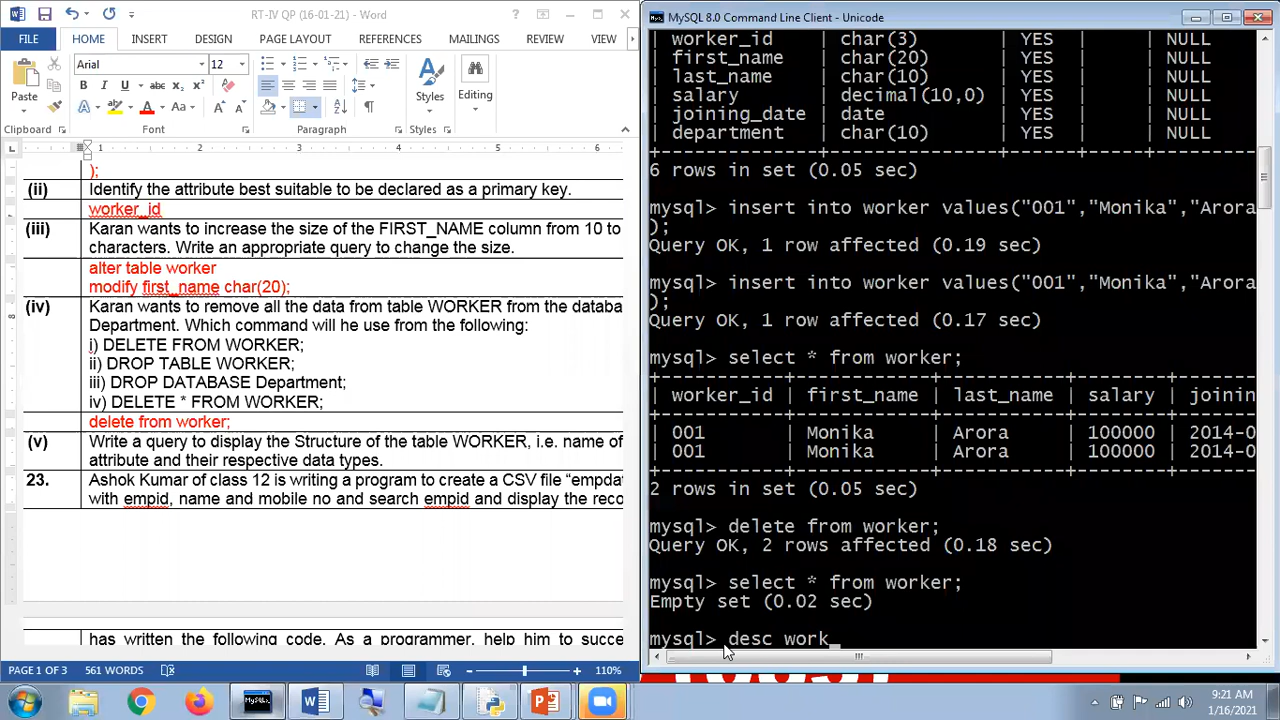 RT-IV QP (16-01-21) - Word
FILE HOME INSERT DESIGN PAGE LAYOUT REFERENCES MAILINGS REVIEW VIEW
Paste
Arial 12
Styles
Editing
Clipboard Font Paragraph Styles
1 2 3 4 5 6
);
(ii) Identify the attribute best suitable to be declared as a primary key.
worker_id
(iii) Karan wants to increase the size of the FIRST_NAME column from 10 to
characters. Write an appropriate query to change the size.
alter table worker
modify first_name char(20);
(iv) Karan wants to remove all the data from table WORKER from the databa
Department. Which command will he use from the following:
i) DELETE FROM WORKER;
ii) DROP TABLE WORKER;
iii) DROP DATABASE Department;
iv) DELETE * FROM WORKER;
delete from worker;
(v) Write a query to display the Structure of the table WORKER, i.e. name of
attribute and their respective data types.
23. Ashok Kumar of class 12 is writing a program to create a CSV file “empdat
with empid, name and mobile no and search empid and display the reco
has written the following code. As a programmer, help him to succe
PAGE 1 OF 3 561 WORDS 110%
MySQL 8.0 Command Line Client - Unicode
| worker_id | char(3) | YES | | NULL
| first_name | char(20) | YES | | NULL
| last_name | char(10) | YES | | NULL
| salary | decimal(10,0) | YES | | NULL
| joining_date | date | YES | | NULL
| department | char(10) | YES | | NULL
6 rows in set (0.05 sec)
mysql> insert into worker values("001","Monika","Arora
);
Query OK, 1 row affected (0.19 sec)
mysql> insert into worker values("001","Monika","Arora
);
Query OK, 1 row affected (0.17 sec)
mysql> select * from worker;
| worker_id | first_name | last_name | salary | joinin
| 001 | Monika | Arora | 100000 | 2014-0
| 001 | Monika | Arora | 100000 | 2014-0
2 rows in set (0.05 sec)
mysql> delete from worker;
Query OK, 2 rows affected (0.18 sec)
mysql> select * from worker;
Empty set (0.02 sec)
mysql> desc work_
9:21 AM
1/16/2021